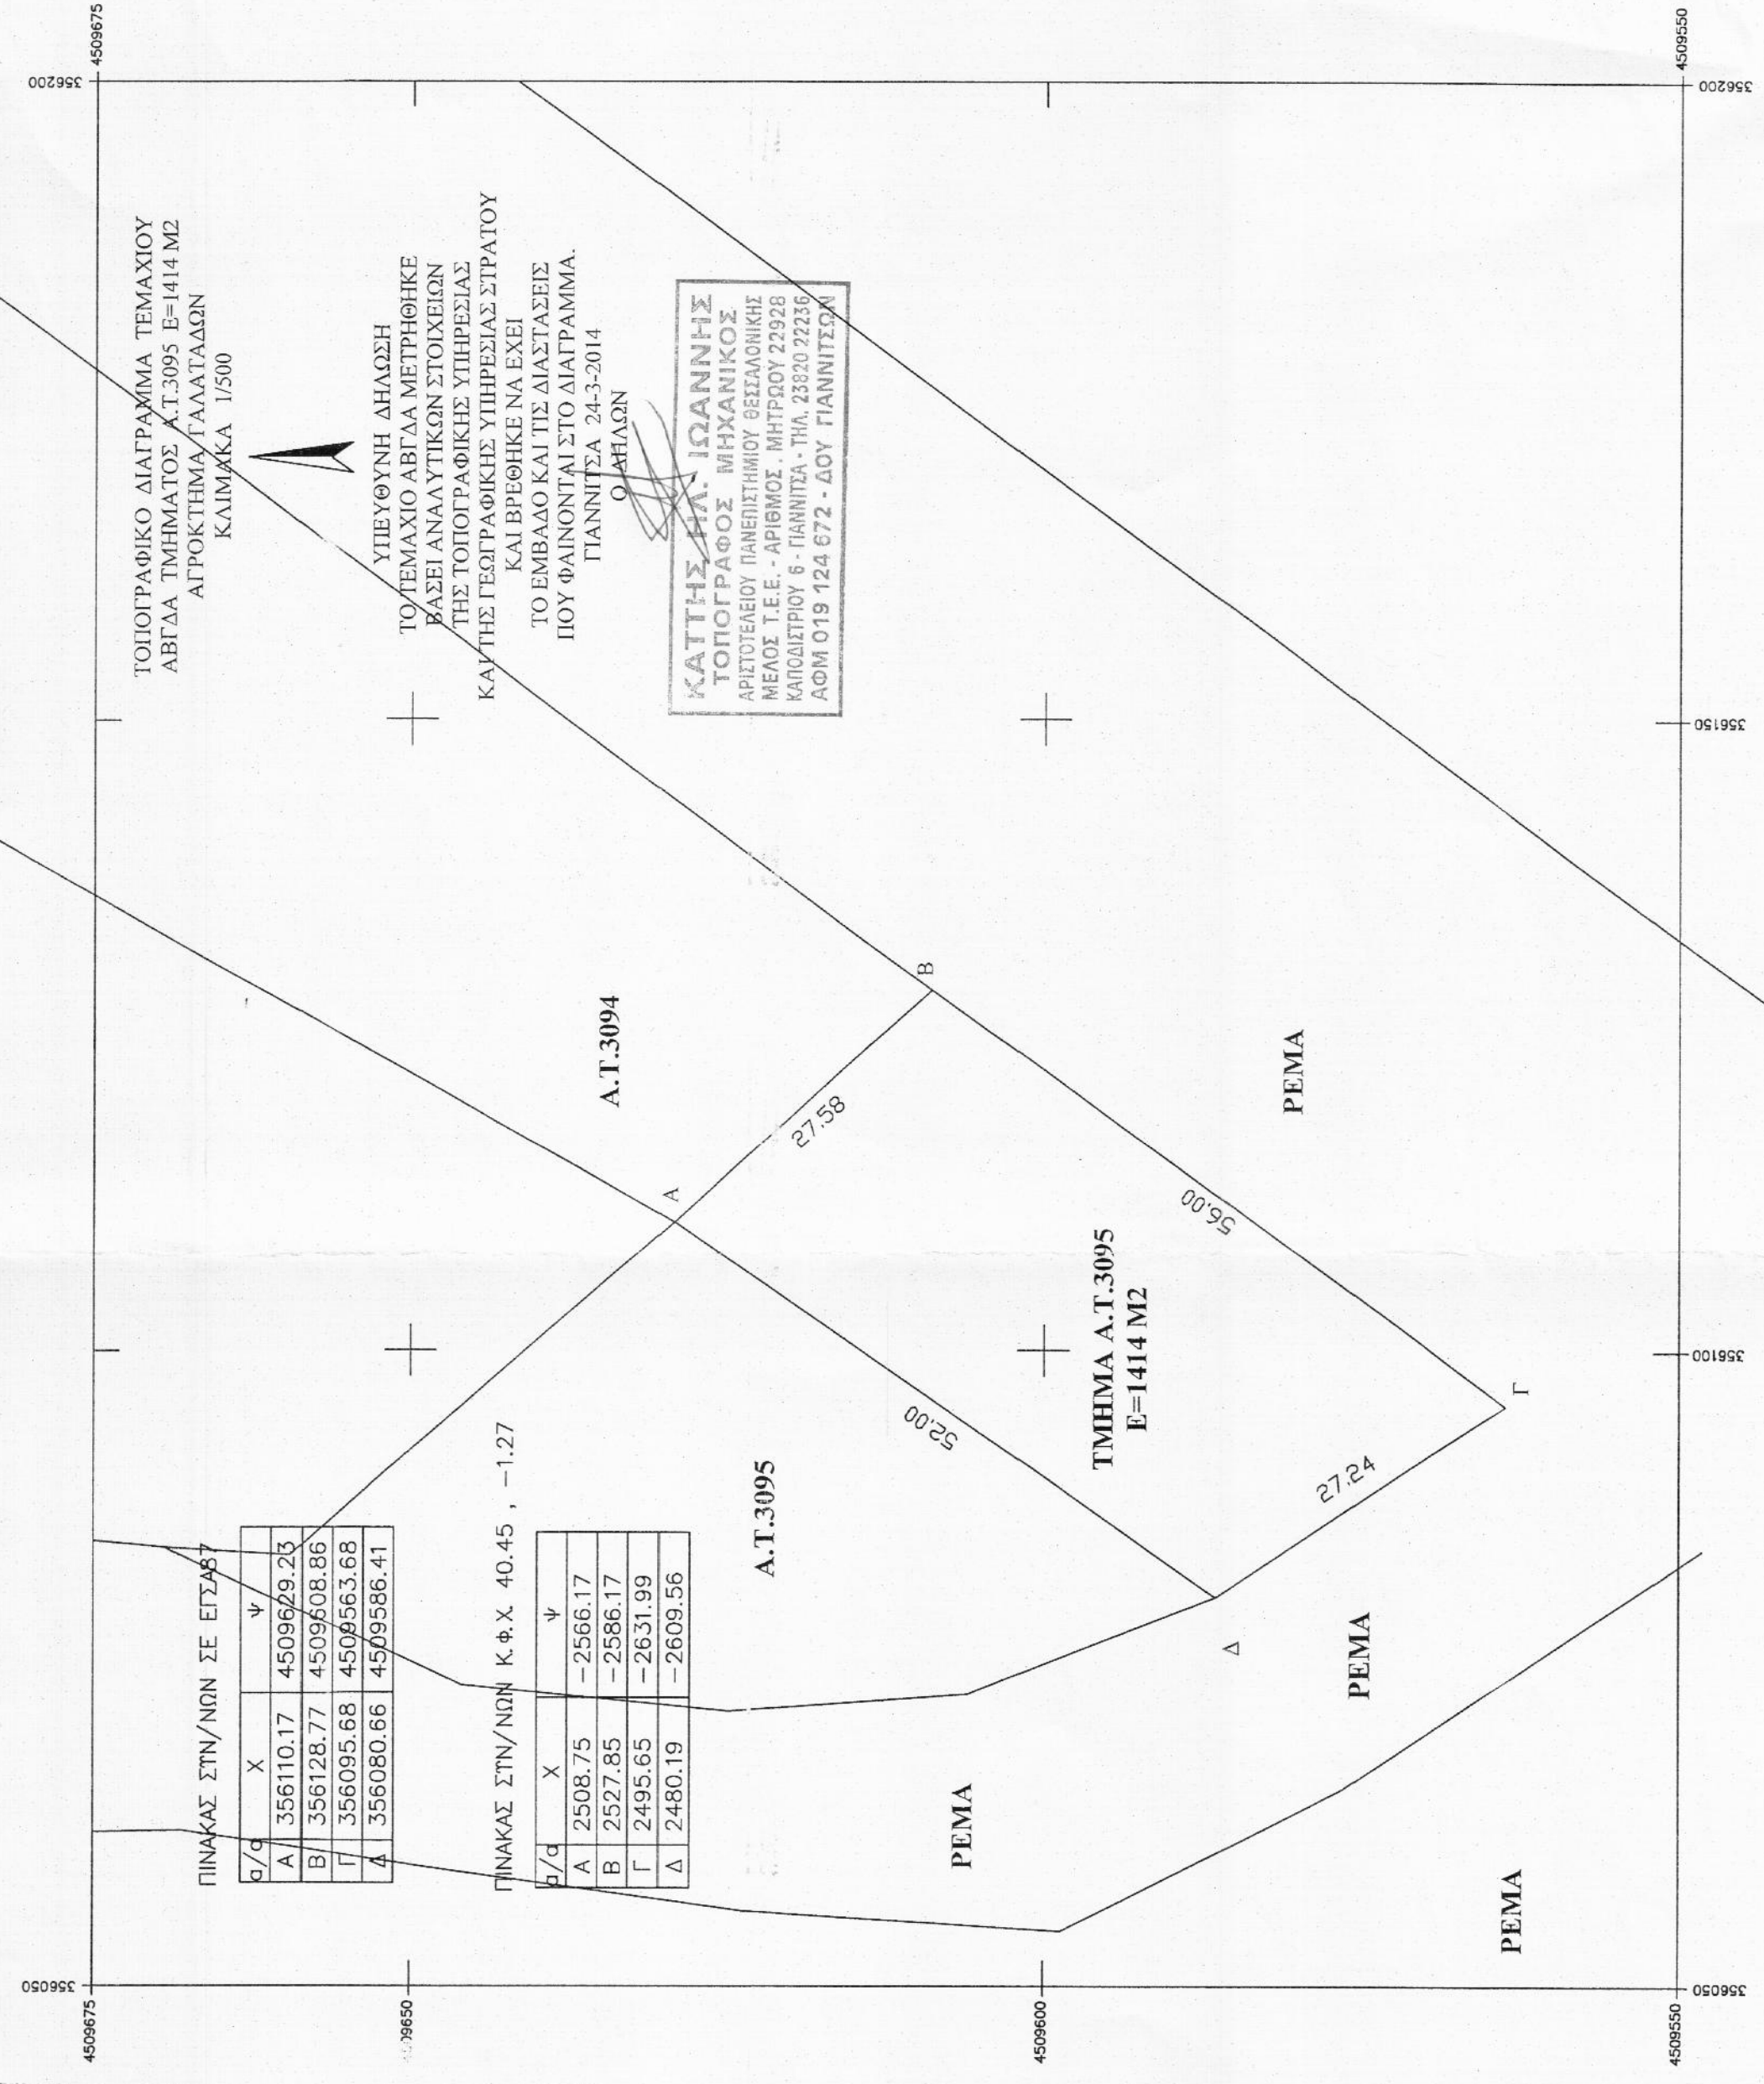 ΤΟΠΟΓΡΑΦΙΚΟ ΔΙΑΓΡΑΜΜΑ ΤΕΜΑΧΙΟΥ
ΑΒΓΔΑ ΤΜΗΜΑΤΟΣ Α.Τ.3095 Ε=1414 Μ2
ΑΓΡΟΚΤΗΜΑ ΓΑΛΑΤΑΔΩΝ
ΚΛΙΜΑΚΑ 1/500
ΥΠΕΥΘΥΝΗ ΔΗΛΩΣΗ
ΤΟ ΤΕΜΑΧΙΟ ΑΒΓΔΑ ΜΕΤΡΗΘΗΚΕ
ΒΑΣΕΙ ΑΝΑΛΥΤΙΚΩΝ ΣΤΟΙΧΕΙΩΝ
ΤΗΣ ΤΟΠΟΓΡΑΦΙΚΗΣ ΥΠΗΡΕΣΙΑΣ
ΚΑΙ ΤΗΣ ΓΕΩΓΡΑΦΙΚΗΣ ΥΠΗΡΕΣΙΑΣ ΣΤΡΑΤΟΥ
ΚΑΙ ΒΡΕΘΗΚΕ ΝΑ ΕΧΕΙ
ΤΟ ΕΜΒΑΔΟ ΚΑΙ ΤΙΣ ΔΙΑΣΤΑΣΕΙΣ
ΠΟΥ ΦΑΙΝΟΝΤΑΙ ΣΤΟ ΔΙΑΓΡΑΜΜΑ.
ΓΙΑΝΝΙΤΣΑ 24-3-2014
Ο ΔΗΛΩΝ
ΚΑΤΤΗΣ ΗΛ. ΙΩΑΝΝΗΣ
ΤΟΠΟΓΡΑΦΟΣ ΜΗΧΑΝΙΚΟΣ
ΑΡΙΣΤΟΤΕΛΕΙΟΥ ΠΑΝΕΠΙΣΤΗΜΙΟΥ ΘΕΣΣΑΛΟΝΙΚΗΣ
ΜΕΛΟΣ Τ.Ε.Ε. - ΑΡΙΘΜΟΣ. ΜΗΤΡΩΟΥ 22928
ΚΑΠΟΔΙΣΤΡΙΟΥ 6 - ΓΙΑΝΝΙΤΣΑ - ΤΗΛ. 23820 22236
ΑΦΜ 019 124 672 - ΔΟΥ ΓΙΑΝΝΙΤΣΩΝ
ΠΙΝΑΚΑΣ ΣΤΝ/ΝΩΝ ΣΕ ΕΓΣΑ87
α/α Χ Ψ
Α 356110.17 4509629.23
Β 356128.77 4509608.86
Γ 356095.68 4509563.68
Δ 356080.66 4509586.41
ΠΙΝΑΚΑΣ ΣΤΝ/ΝΩΝ Κ.Φ.Χ. 40.45 , -1.27
α/α Χ Ψ
Α 2508.75 -2566.17
Β 2527.85 -2586.17
Γ 2495.65 -2631.99
Δ 2480.19 -2609.56
Α.Τ.3094
Α.Τ.3095
ΤΜΗΜΑ Α.Τ.3095
Ε=1414 Μ2
Α
Β
Γ
Δ
27.58
56.00
52.00
27.24
ΡΕΜΑ
ΡΕΜΑ
ΡΕΜΑ
ΡΕΜΑ
4509675
356200
4509550
356200
356150
356100
356050
4509550
4509600
4509650
4509675
356050